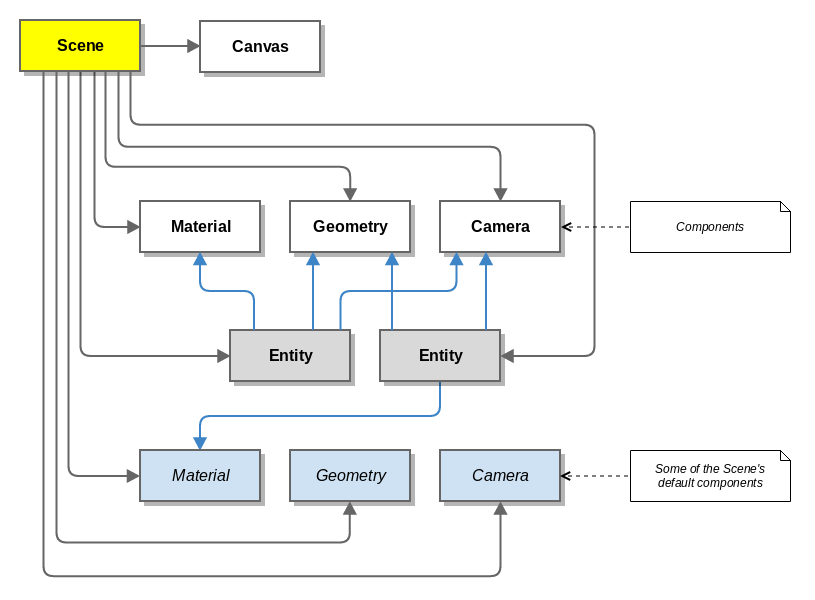 Scene
Canvas
Material
Geometry
Camera
Components
Entity
Entity
Material
Geometry
Camera
Some of the Scene's
default components